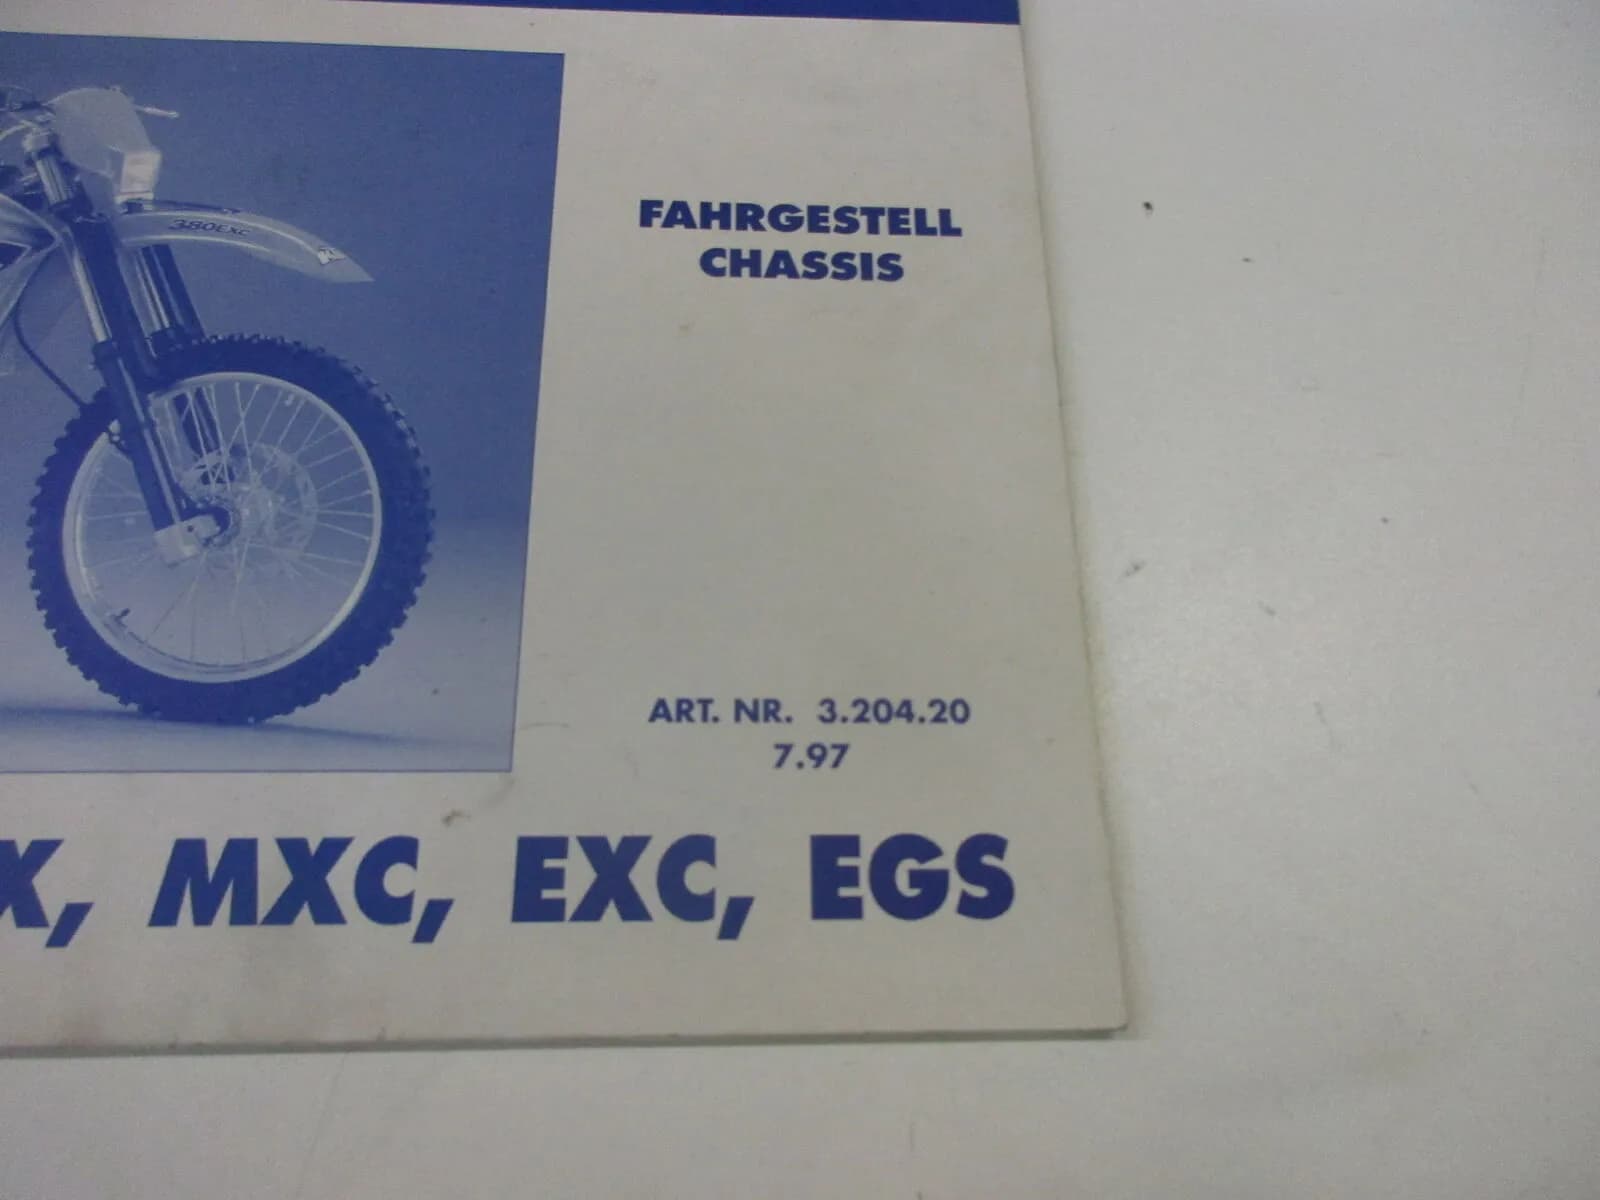 380EXC
FAHRGESTELL
CHASSIS
ART. NR. 3.204.20
7.97
X, MXC, EXC, EGS